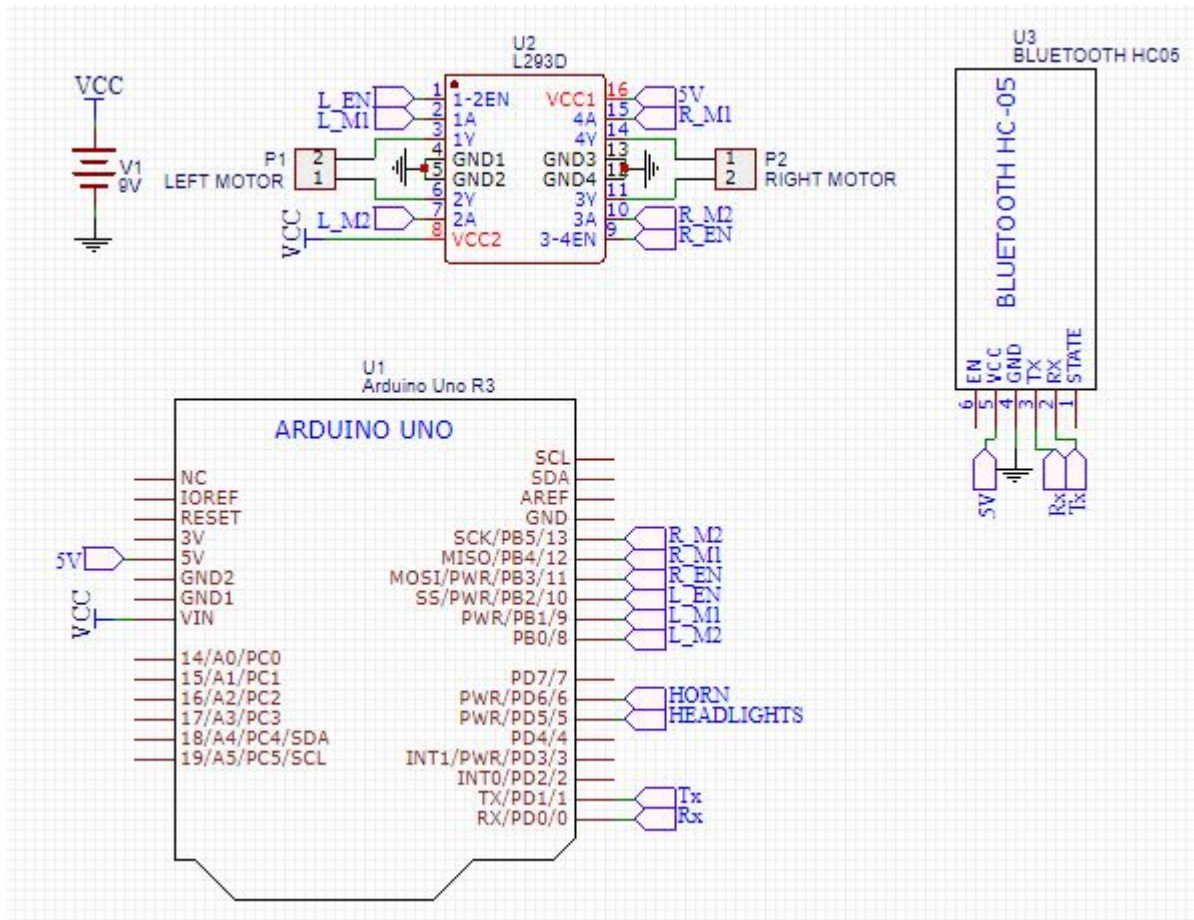 VCC
V1
9V
U2
L293D
L_EN
L_M1
1
2
3
4
5
6
7
8
1-2EN
1A
1Y
GND1
GND2
2Y
2A
VCC2
VCC1
4A
4Y
GND3
GND4
3Y
3A
3-4EN
16
15
14
13
11
10
9
5V
R_M1
R_M2
R_EN
P1
LEFT MOTOR
2
1
L_M2
VCC
1
2
P2
RIGHT MOTOR
U3
BLUETOOTH HC05
BLUETOOTH HC-05
EN
VCC
GND
TX
RX
STATE
6
5
4
3
2
1
5V
Rx
Tx
U1
Arduino Uno R3
ARDUINO UNO
NC
IOREF
RESET
3V
5V
GND2
GND1
VIN
14/A0/PC0
15/A1/PC1
16/A2/PC2
17/A3/PC3
18/A4/PC4/SDA
19/A5/PC5/SCL
5V
VCC
SCL
SDA
AREF
GND
SCK/PB5/13
MISO/PB4/12
MOSI/PWR/PB3/11
SS/PWR/PB2/10
PWR/PB1/9
PB0/8
PD7/7
PWR/PD6/6
PWR/PD5/5
PD4/4
INT1/PWR/PD3/3
INT0/PD2/2
TX/PD1/1
RX/PD0/0
R_M2
R_M1
R_EN
L_EN
L_M1
L_M2
HORN
HEADLIGHTS
Tx
Rx